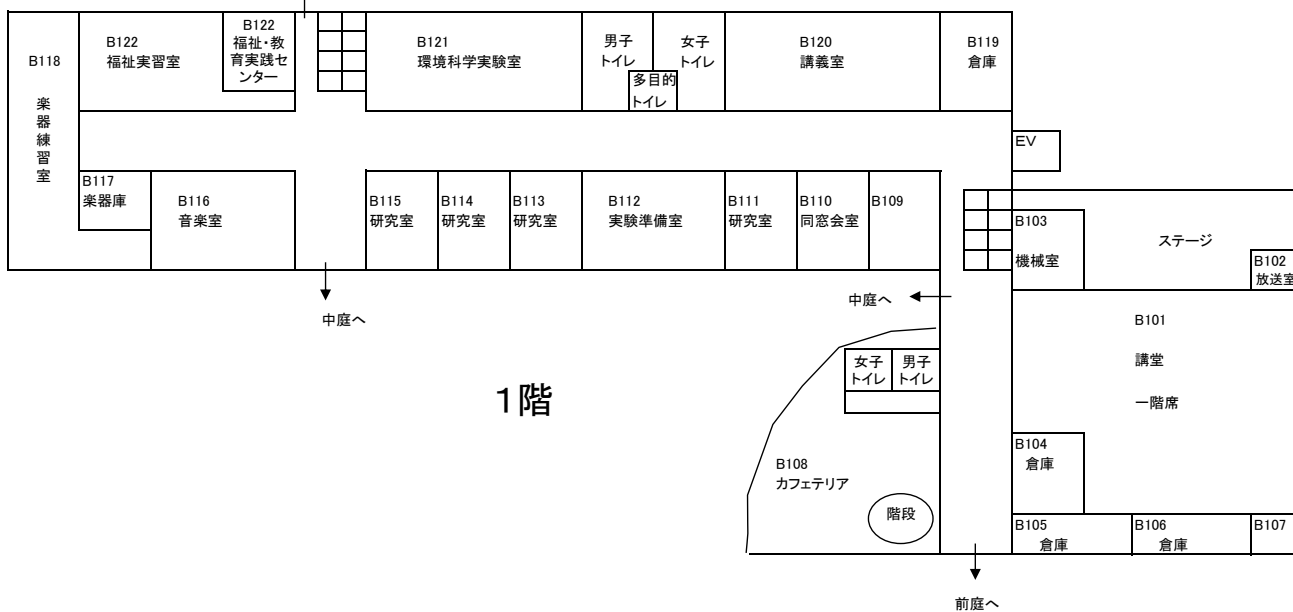 B118
楽器練習室
B122
福祉実習室
B122
福祉・教
育実践セ
ンター
B121
環境科学実験室
男子
トイレ
多目的
トイレ
女子
トイレ
B120
講義室
B119
倉庫
EV
B117
楽器庫
B116
音楽室
B115
研究室
B114
研究室
B113
研究室
B112
実験準備室
B111
研究室
B110
同窓会室
B109
B103
機械室
ステージ
B102
放送室
中庭へ
中庭へ
B101
講堂
一階席
1階
女子
トイレ
男子
トイレ
B108
カフェテリア
階段
B104
倉庫
B105
倉庫
B106
倉庫
B107
前庭へ